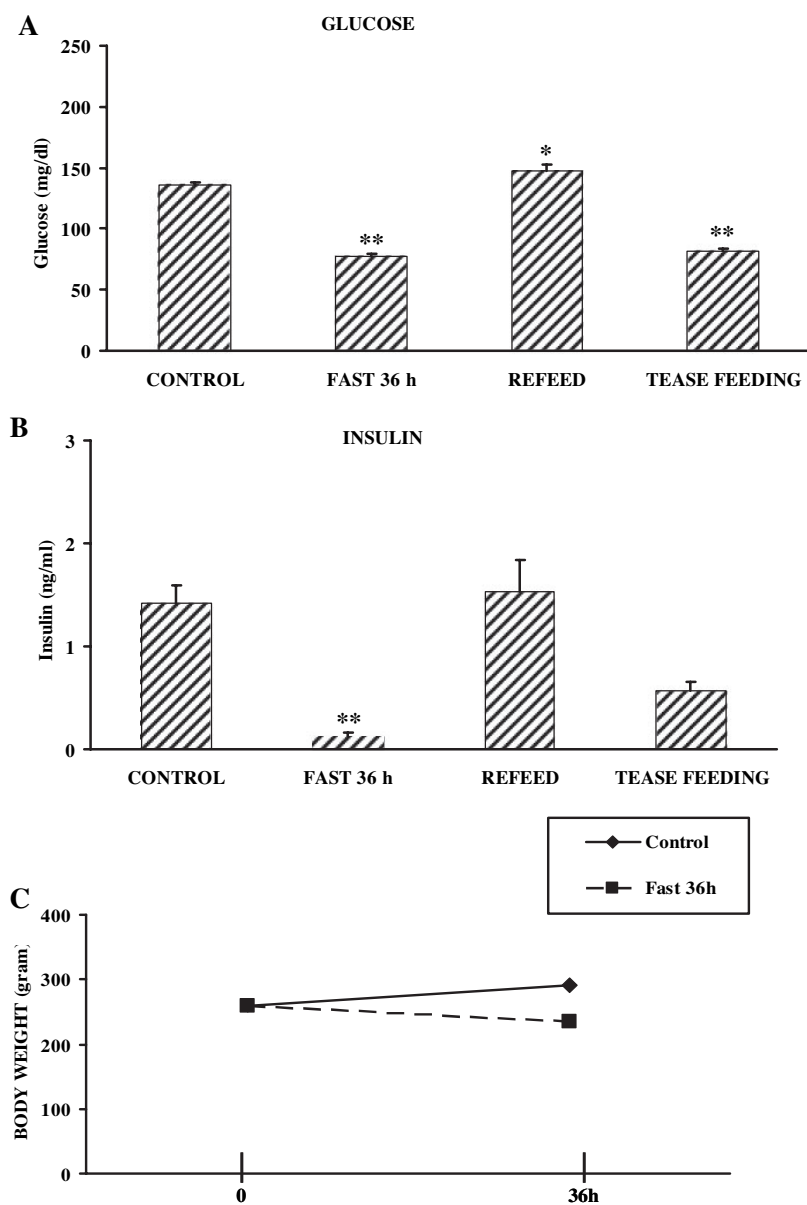 A
GLUCOSE
Glucose (mg/dl)
250
200
150
100
50
0
**
*
**
CONTROL FAST 36 h REFEED TEASE FEEDING
B
INSULIN
Insulin (ng/ml)
3
2
1
0
**
CONTROL FAST 36 h REFEED TEASE FEEDING
Control
Fast 36h
C
BODY WEIGHT (gram)
400
300
200
100
0
0 36h